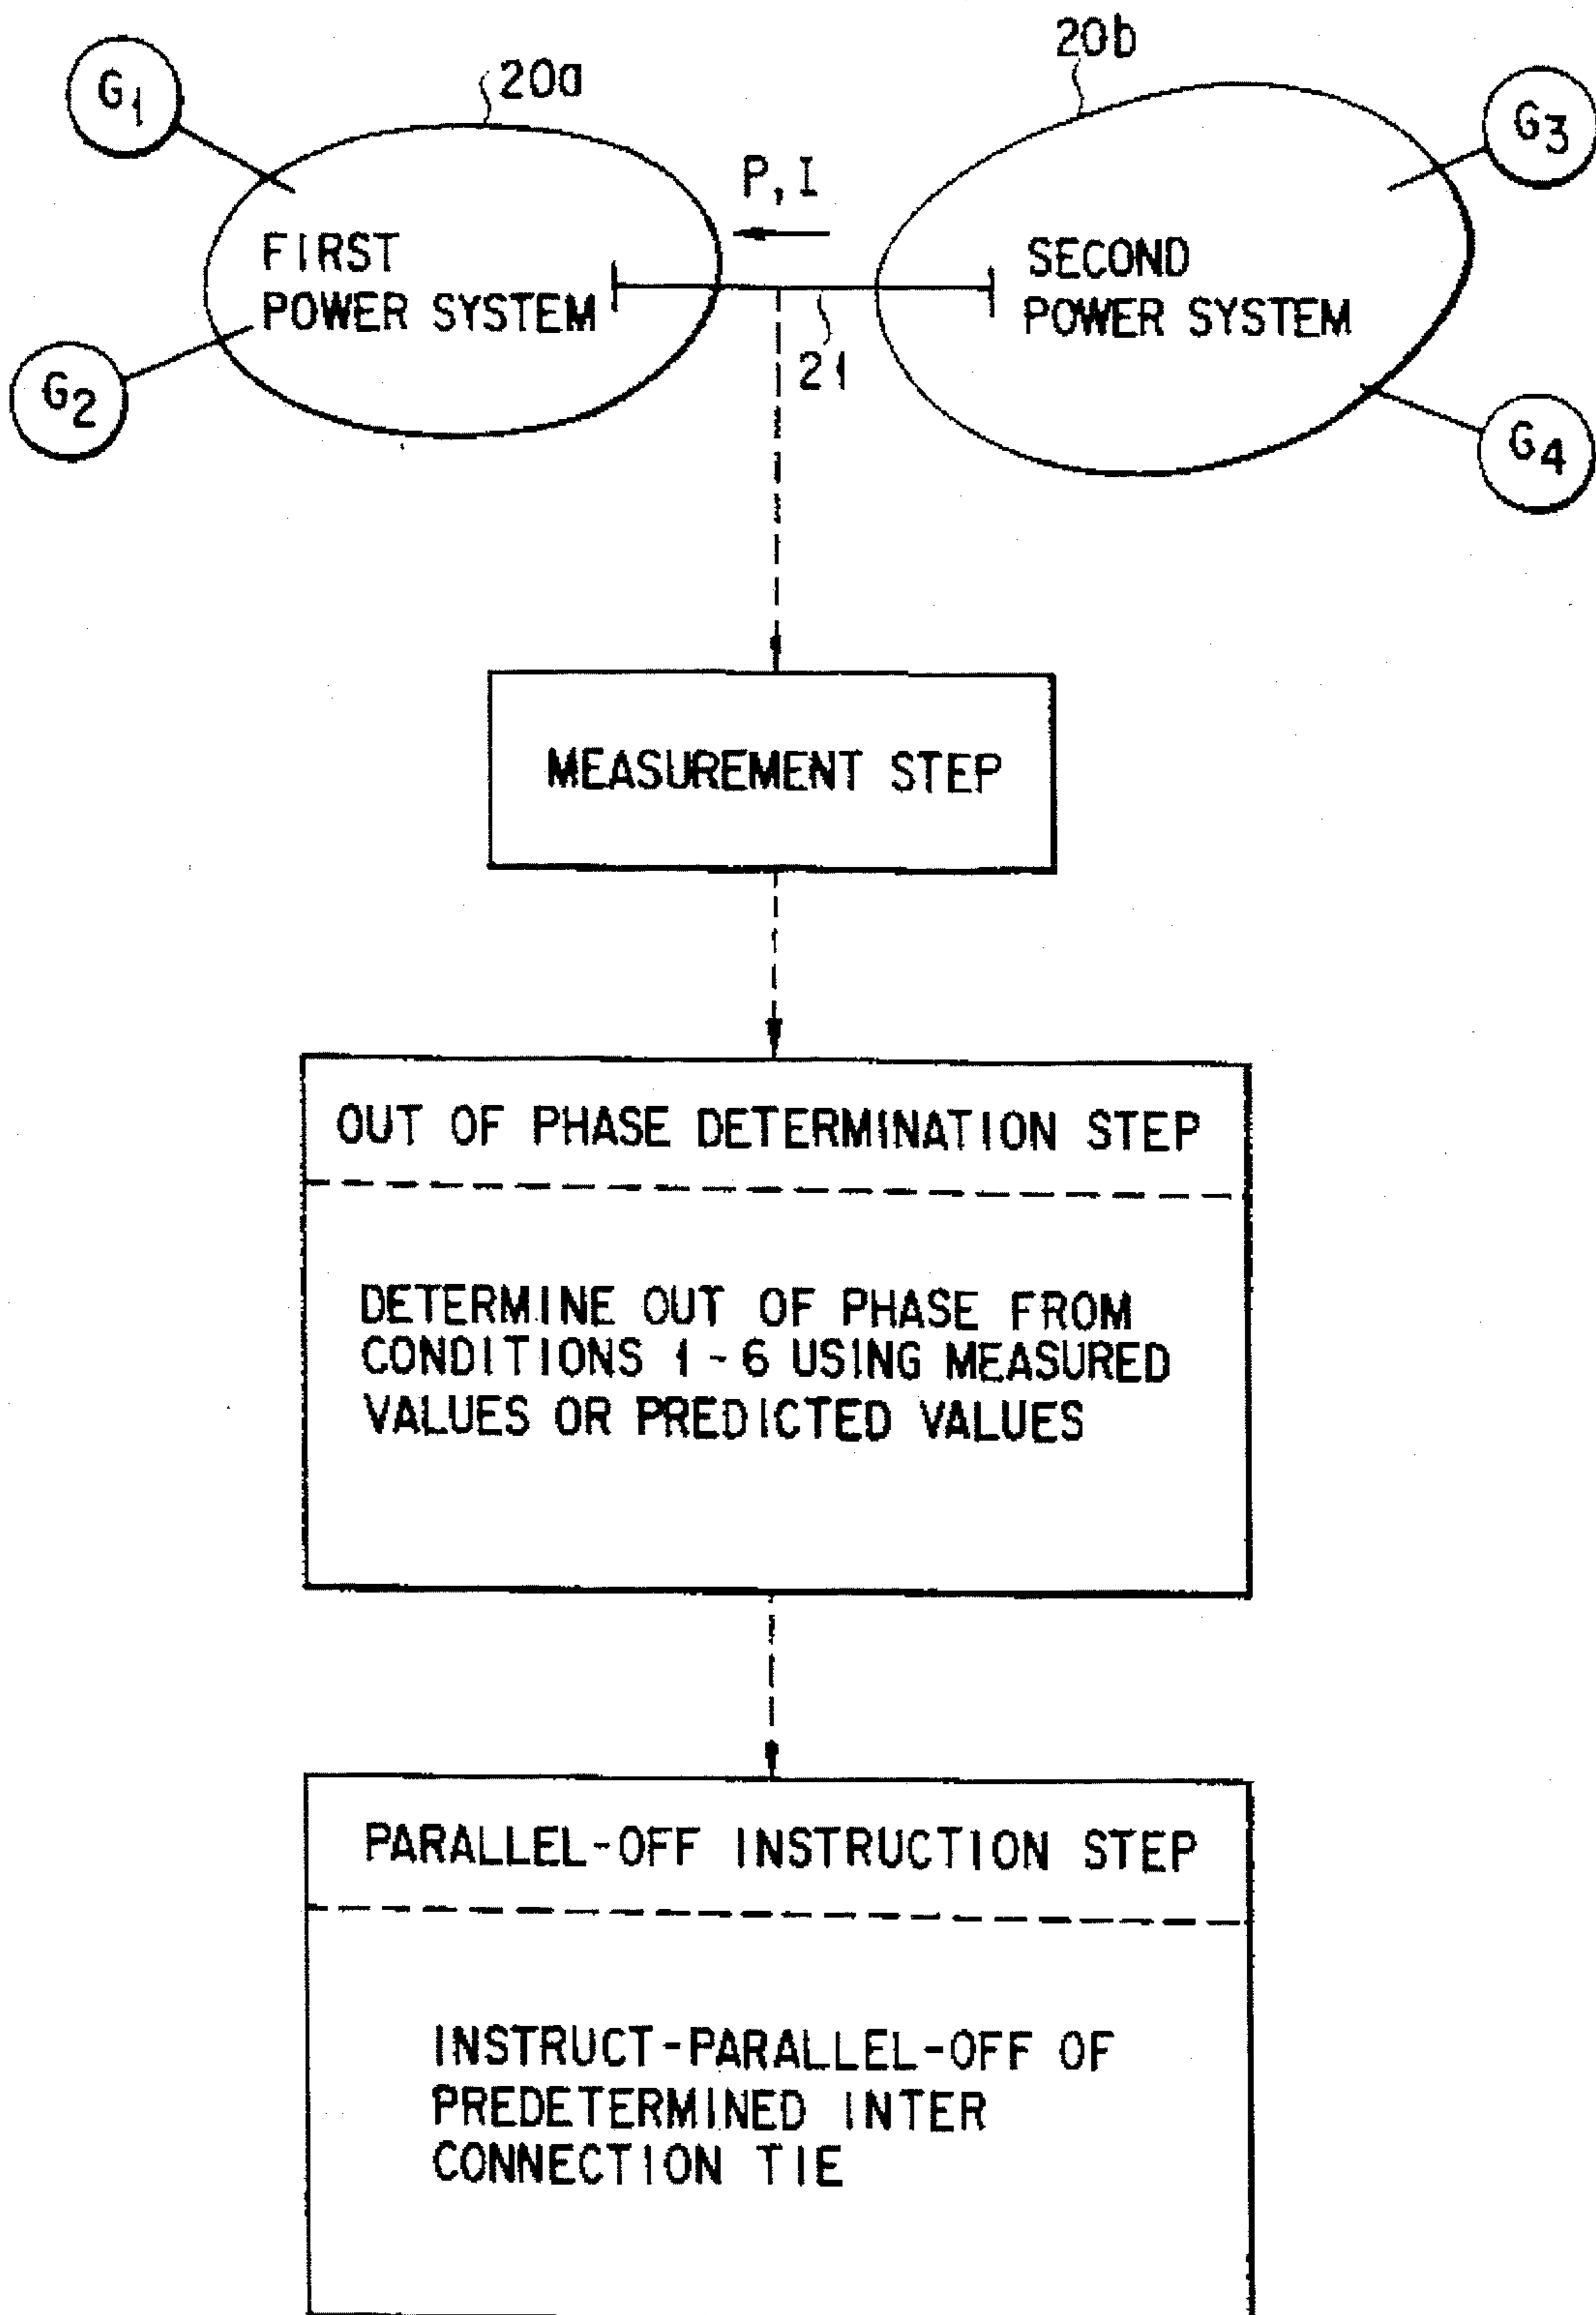 20a
20b
G1
G3
P, I
FIRST
POWER SYSTEM
SECOND
POWER SYSTEM
21
G2
G4
MEASUREMENT STEP
OUT OF PHASE DETERMINATION STEP
DETERMINE OUT OF PHASE FROM
CONDITIONS 1-6 USING MEASURED
VALUES OR PREDICTED VALUES
PARALLEL-OFF INSTRUCTION STEP
INSTRUCT-PARALLEL-OFF OF
PREDETERMINED INTER
CONNECTION TIE